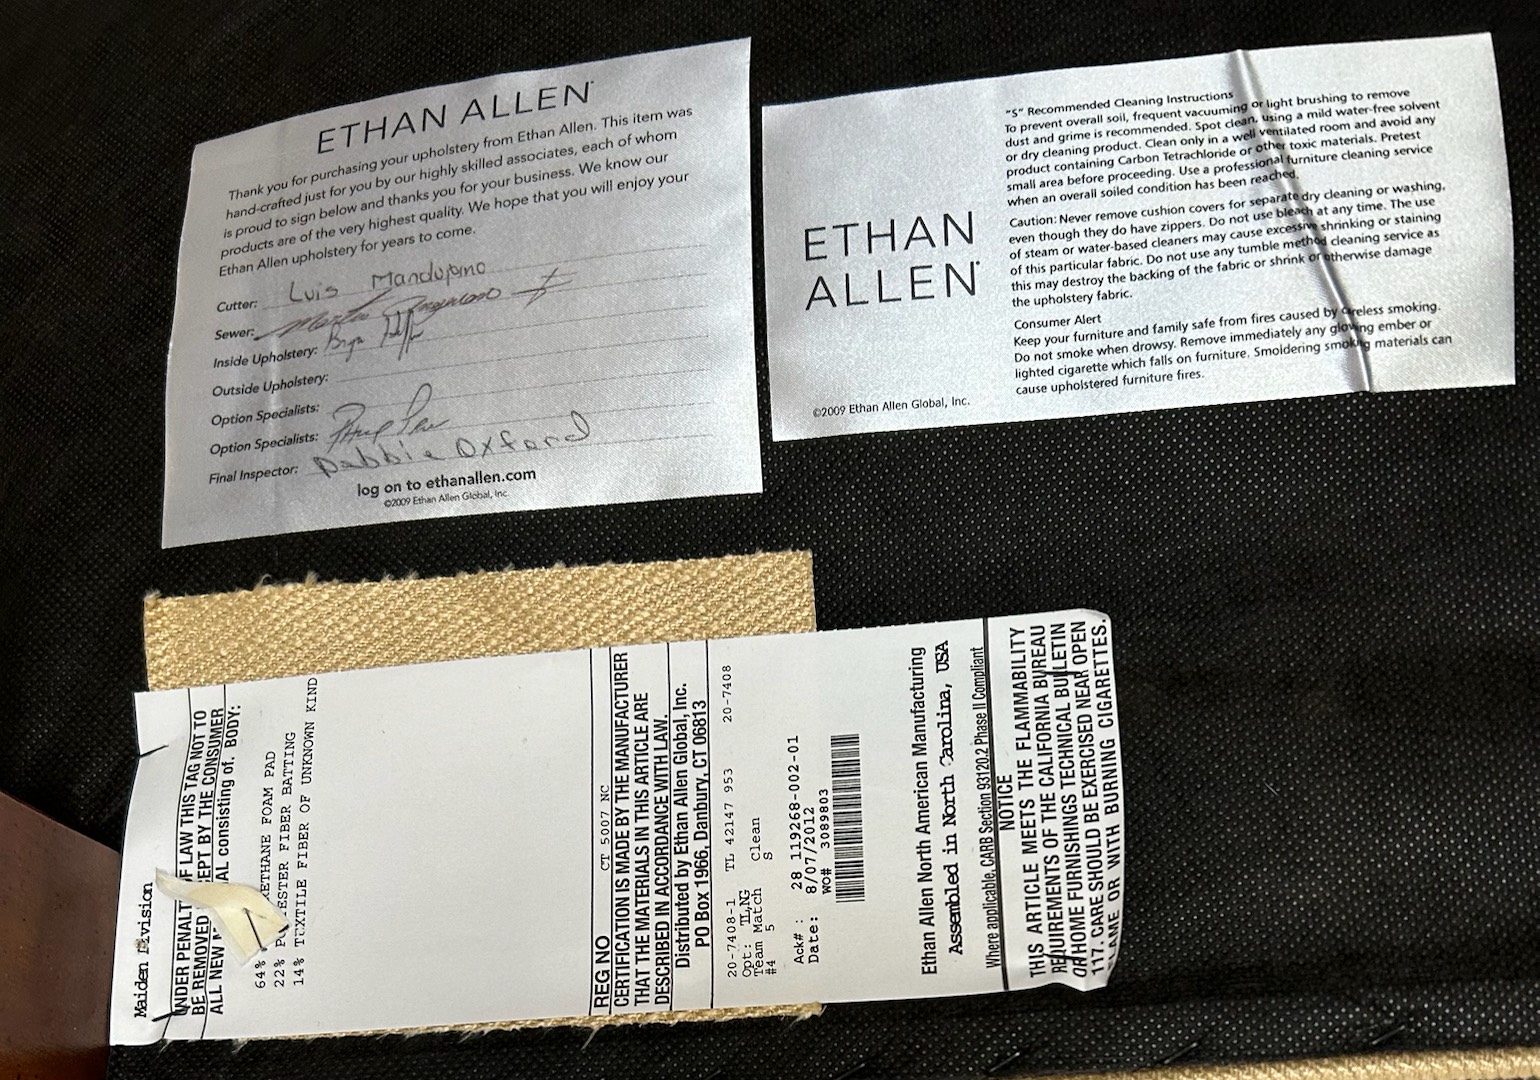 ETHAN ALLEN
Thank you for purchasing your upholstery from Ethan Allen. This item was
hand-crafted just for you by our highly skilled associates, each of whom
is proud to sign below and thanks you for your business. We know our
products are of the very highest quality. We hope that you will enjoy your
Ethan Allen upholstery for years to come.
Cutter: Luis Mandujano
Sewer:
Inside Upholstery:
Outside Upholstery:
Option Specialists:
Option Specialists:
Final Inspector: Debbie Oxford
log on to ethanallen.com
©2009 Ethan Allen Global, Inc.
ETHAN
ALLEN
©2009 Ethan Allen Global, Inc.
"S" Recommended Cleaning Instructions
To prevent overall soil, frequent vacuuming or light brushing to remove
dust and grime is recommended. Spot clean, using a mild water-free solvent
or dry cleaning product. Clean only in a well ventilated room and avoid any
product containing Carbon Tetrachloride or other toxic materials. Pretest
small area before proceeding. Use a professional furniture cleaning service
when an overall soiled condition has been reached.
Caution: Never remove cushion covers for separate dry cleaning or washing,
even though they do have zippers. Do not use bleach at any time. The use
of steam or water-based cleaners may cause excessive shrinking or staining
of this particular fabric. Do not use any tumble method cleaning service as
this may destroy the backing of the fabric or shrink or otherwise damage
the upholstery fabric.
Consumer Alert
Keep your furniture and family safe from fires caused by careless smoking.
Do not smoke when drowsy. Remove immediately any glowing ember or
lighted cigarette which falls on furniture. Smoldering smoking materials can
cause upholstered furniture fires.
Maiden Division
UNDER PENALTY OF LAW THIS TAG NOT TO
BE REMOVED EXCEPT BY THE CONSUMER
ALL NEW MATERIAL consisting of, BODY:
64% URETHANE FOAM PAD
22% POLYESTER FIBER BATTING
14% TEXTILE FIBER OF UNKNOWN KIND
REG NO CT 5007 NC
CERTIFICATION IS MADE BY THE MANUFACTURER
THAT THE MATERIALS IN THIS ARTICLE ARE
DESCRIBED IN ACCORDANCE WITH LAW.
Distributed by Ethan Allen Global, Inc.
PO Box 1966, Danbury, CT 06813
20-7408-1 TL 42147 953 20-7408
Opt: TL,NG
Team Match Clean
#4 5 S
Ack#: 28 119268-002-01
Date: 8/07/2012
WO# 3089803
Ethan Allen North American Manufacturing
Assembled in North Carolina, USA
Where applicable, CARB Section 93120.2 Phase II Compliant
NOTICE
THIS ARTICLE MEETS THE FLAMMABILITY
REQUIREMENTS OF THE CALIFORNIA BUREAU
OF HOME FURNISHINGS TECHNICAL BULLETIN
117. CARE SHOULD BE EXERCISED NEAR OPEN
FLAME OR WITH BURNING CIGARETTES.